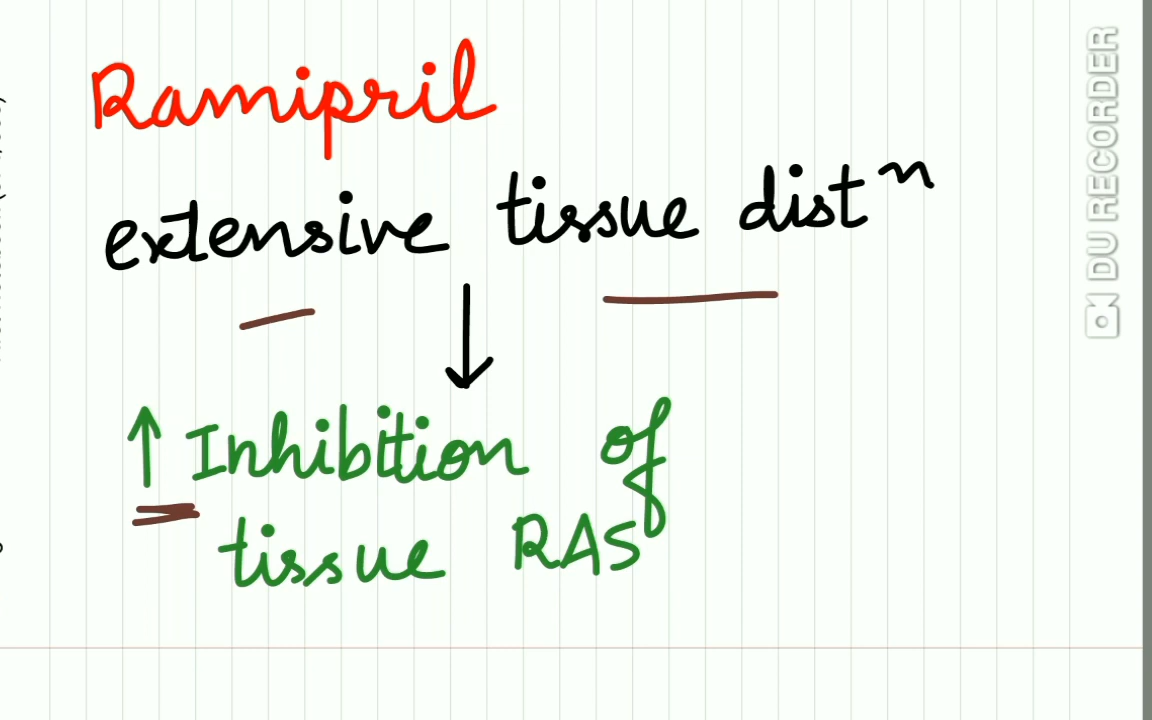 Ramipril
extensive tissue distⁿ
↑ Inhibition of
tissue RAS
DU RECORDER